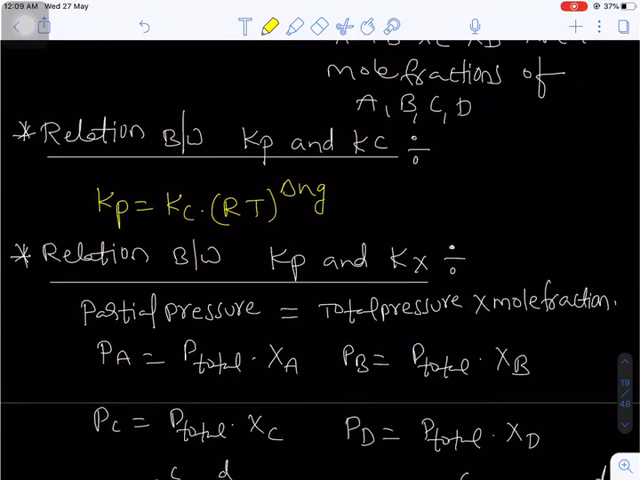 12:09 AM Wed 27 May
37%
mole fractions of
A, B, C, D
* Relation B/W Kp and KC ÷
Kp = Kc. (RT)^Δng
* Relation B/W Kp and Kx ÷
Partial pressure = Total pressure x mole fraction.
PA = Ptotal . XA PB = Ptotal . XB
19
/
48
Pc = Ptotal . Xc PD = Ptotal . XD
c d c d